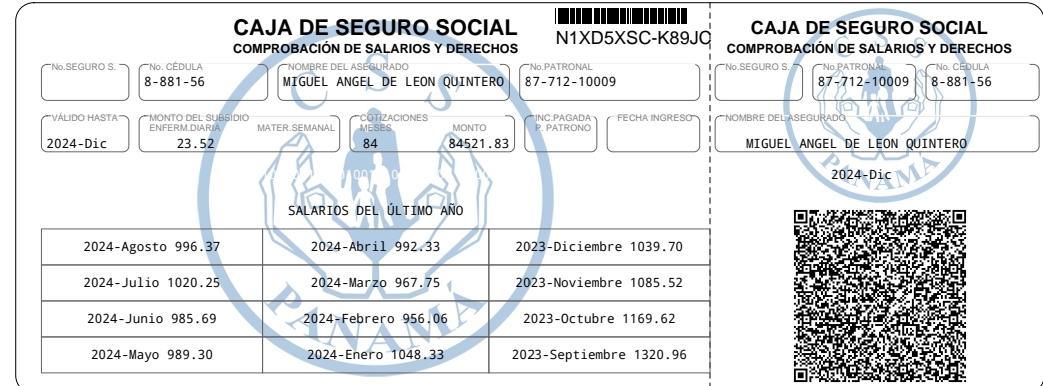 CAJA DE SEGURO SOCIAL
COMPROBACIÓN DE SALARIOS Y DERECHOS
N1XD5XSC-K89JC
No.SEGURO S.
No. CÉDULA
8-881-56
NOMBRE DEL ASEGURADO
MIGUEL ANGEL DE LEON QUINTERO
No.PATRONAL
87-712-10009
VÁLIDO HASTA
2024-Dic
MONTO DEL SUBSIDIO
ENFERM.DIARIA MATER.SEMANAL
23.52
COTIZACIONES
MESES MONTO
84 84521.83
INC.PAGADA
P. PATRONO
FECHA INGRESO
C S S
SALARIOS DEL ÚLTIMO AÑO
2024-Agosto 996.37 2024-Abril 992.33 2023-Diciembre 1039.70
2024-Julio 1020.25 2024-Marzo 967.75 2023-Noviembre 1085.52
2024-Junio 985.69 2024-Febrero 956.06 2023-Octubre 1169.62
2024-Mayo 989.30 2024-Enero 1048.33 2023-Septiembre 1320.96
PANAMÁ
CAJA DE SEGURO SOCIAL
COMPROBACIÓN DE SALARIOS Y DERECHOS
No.SEGURO S.
No.PATRONAL
87-712-10009
No. CÉDULA
8-881-56
NOMBRE DEL ASEGURADO
MIGUEL ANGEL DE LEON QUINTERO
2024-Dic
PANAMÁ